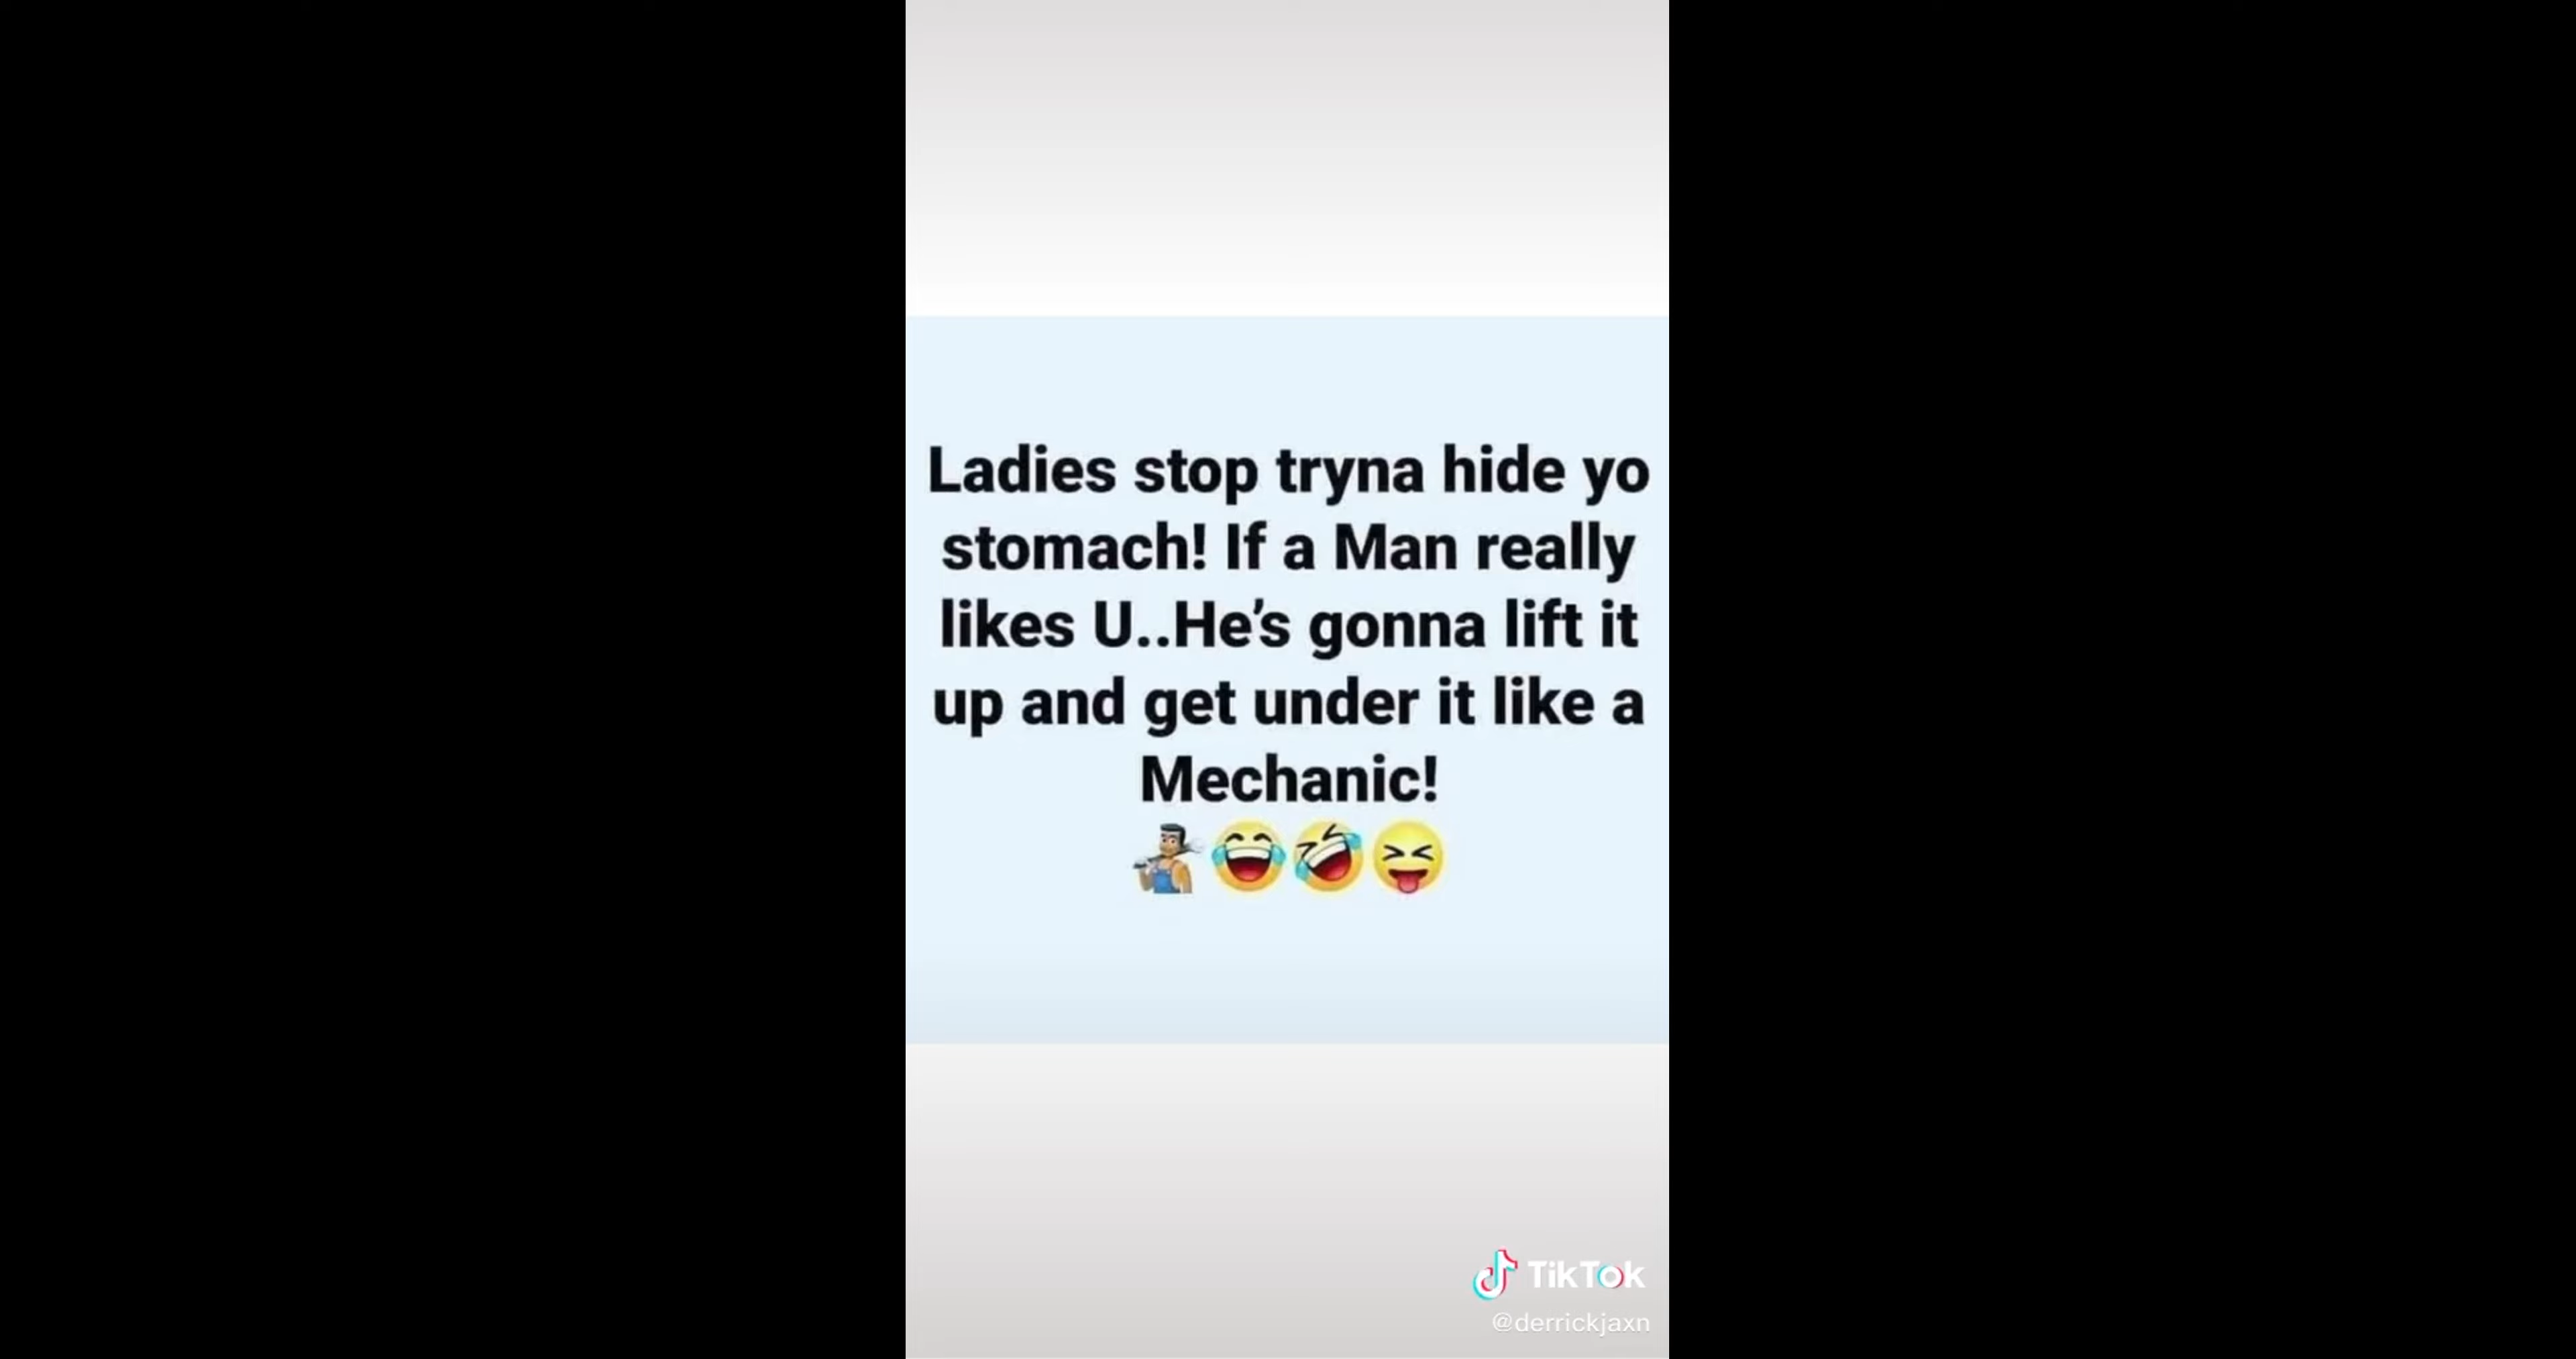 Ladies stop tryna hide yo
stomach! If a Man really
likes U..He's gonna lift it
up and get under it like a
Mechanic!
👨🏽‍🔧😂🤣😝
TikTok
@derrickjaxn